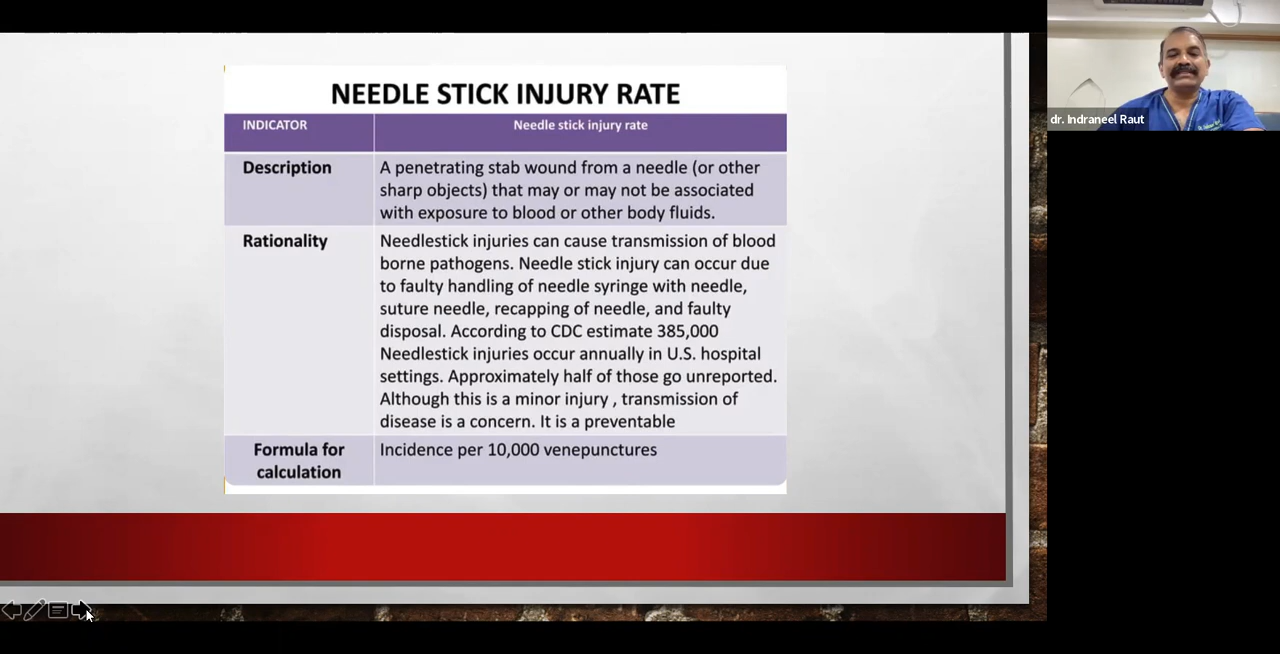 NEEDLE STICK INJURY RATE
INDICATOR
Needle stick injury rate
Description
A penetrating stab wound from a needle (or other
sharp objects) that may or may not be associated
with exposure to blood or other body fluids.
Rationality
Needlestick injuries can cause transmission of blood
borne pathogens. Needle stick injury can occur due
to faulty handling of needle syringe with needle,
suture needle, recapping of needle, and faulty
disposal. According to CDC estimate 385,000
Needlestick injuries occur annually in U.S. hospital
settings. Approximately half of those go unreported.
Although this is a minor injury , transmission of
disease is a concern. It is a preventable
Formula for
calculation
Incidence per 10,000 venepunctures
dr. Indraneel Raut